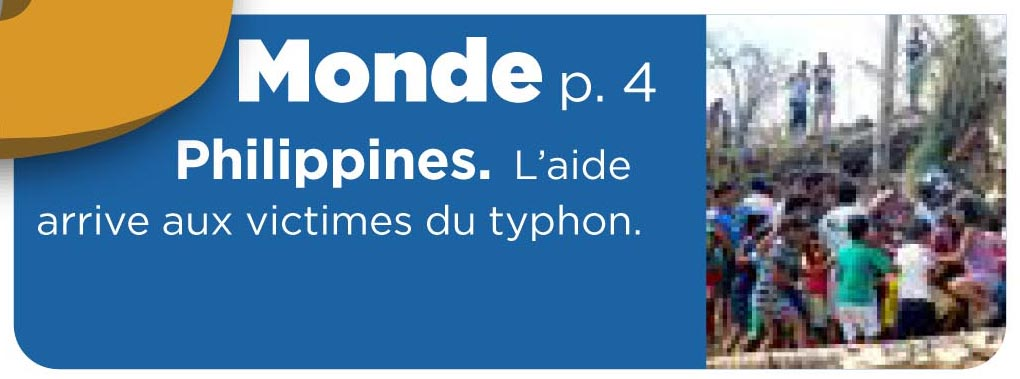 Monde p. 4
Philippines. L’aide
arrive aux victimes du typhon.